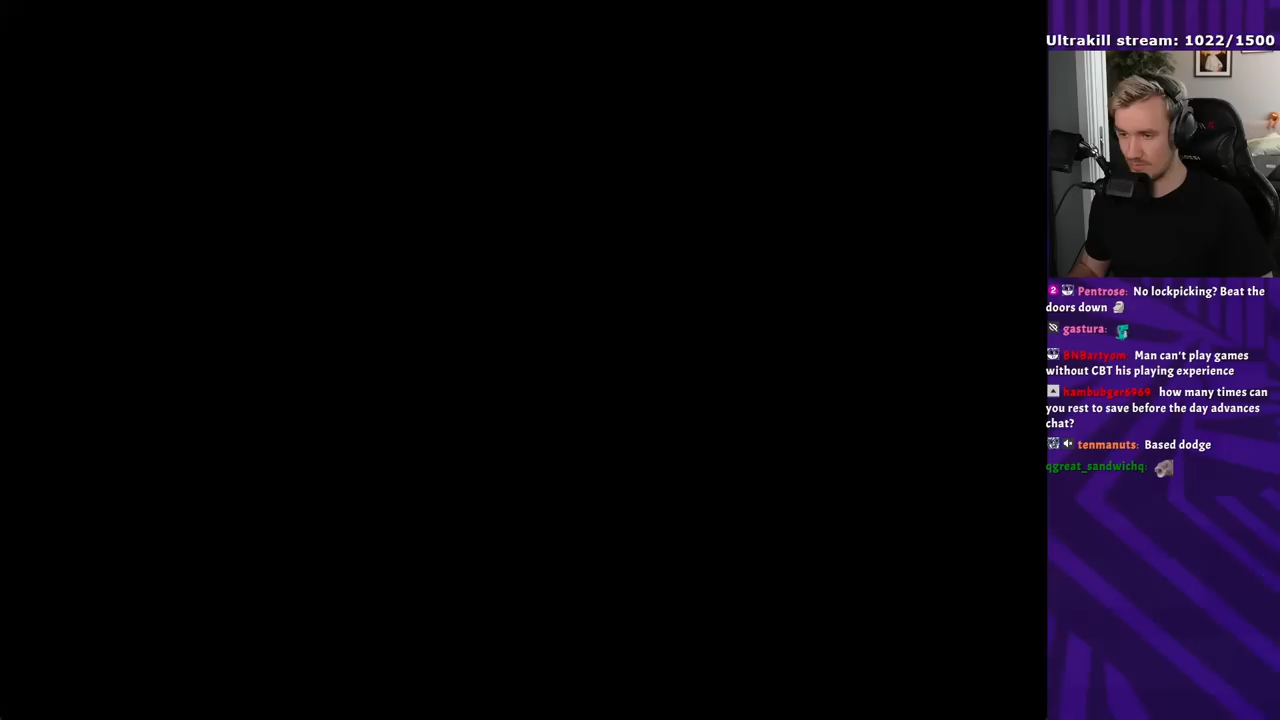 Ultrakill stream: 1022/1500
2 Pentrose: No lockpicking? Beat the
doors down
gastura:
BNBartyom: Man can't play games
without CBT his playing experience
hambubger6969 how many times can
you rest to save before the day advances
chat?
tenmanuts: Based dodge
qgreat_sandwichq: